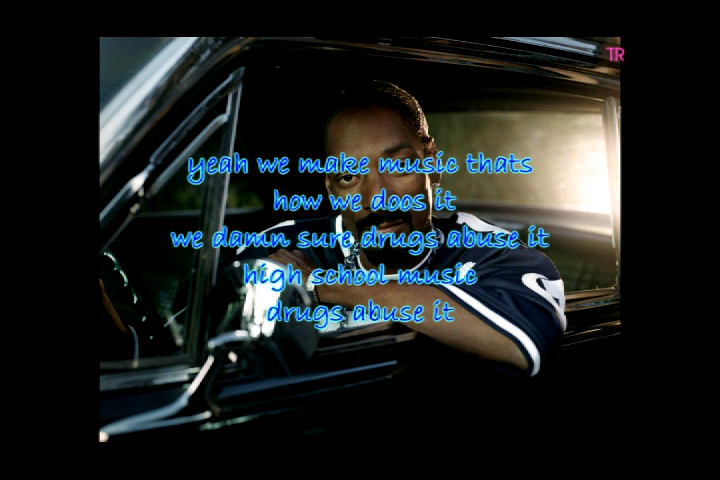 TR
yeah we make music thats
how we doos it
we damn sure drugs abuse it
high school music
drugs abuse it